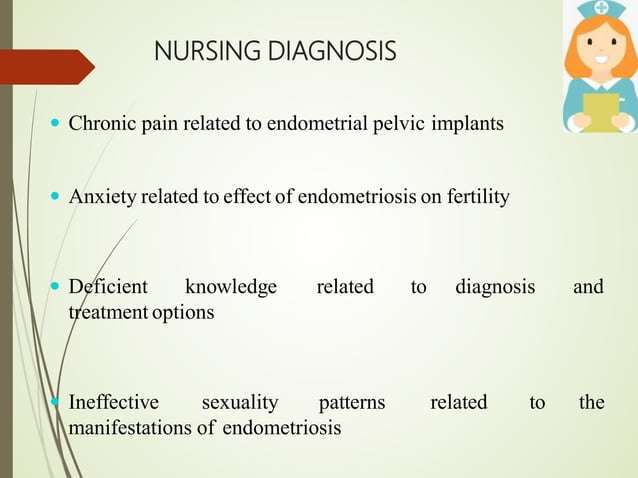 NURSING DIAGNOSIS
Chronic pain related to endometrial pelvic implants
Anxiety related to effect of endometriosis on fertility
Deficient knowledge related to diagnosis and
treatment options
Ineffective sexuality patterns related to the
manifestations of endometriosis